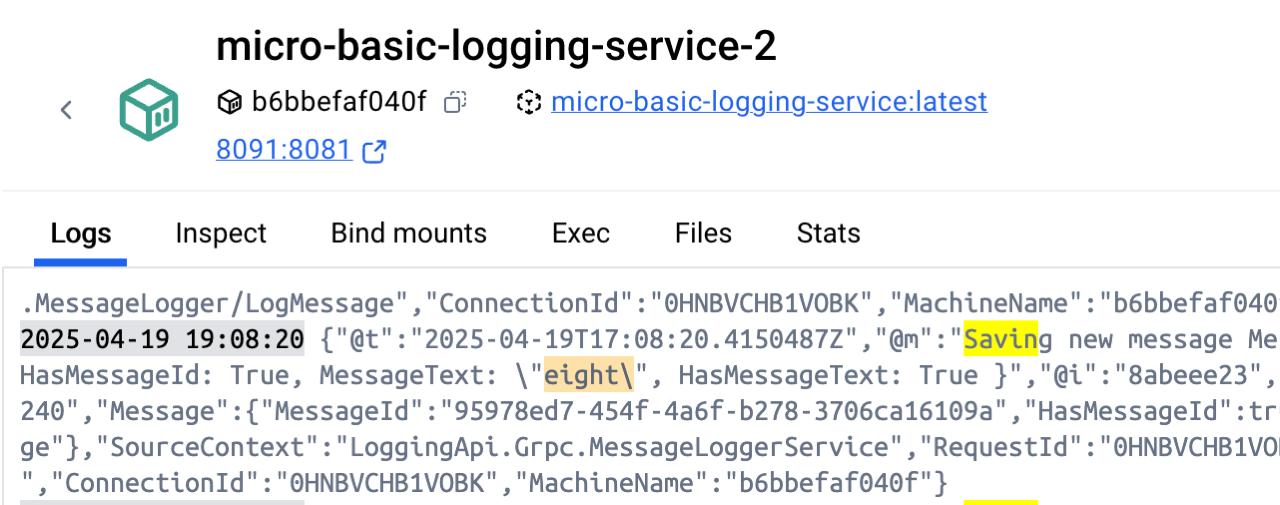 micro-basic-logging-service-2
b6bbefaf040f micro-basic-logging-service:latest
8091:8081
Logs Inspect Bind mounts Exec Files Stats
.MessageLogger/LogMessage","ConnectionId":"0HNBVCHB1VOBK","MachineName":"b6bbefaf040
2025-04-19 19:08:20 {"@t":"2025-04-19T17:08:20.4150487Z","@m":"Saving new message Me
HasMessageId: True, MessageText: \"eight\", HasMessageText: True }","@i":"8abeee23",
240","Message":{"MessageId":"95978ed7-454f-4a6f-b278-3706ca16109a","HasMessageId":tru
ge"},"SourceContext":"LoggingApi.Grpc.MessageLoggerService","RequestId":"0HNBVCHB1VOB
","ConnectionId":"0HNBVCHB1VOBK","MachineName":"b6bbefaf040f"}